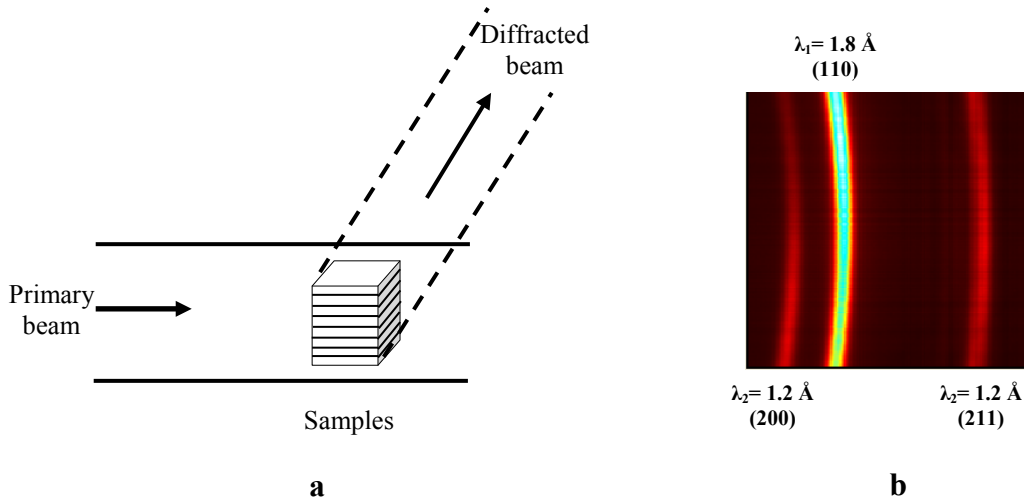 Diffracted
beam
Primary
beam
Samples
a
λ₁= 1.8 Å
(110)
λ₂= 1.2 Å
(200)
λ₂= 1.2 Å
(211)
b